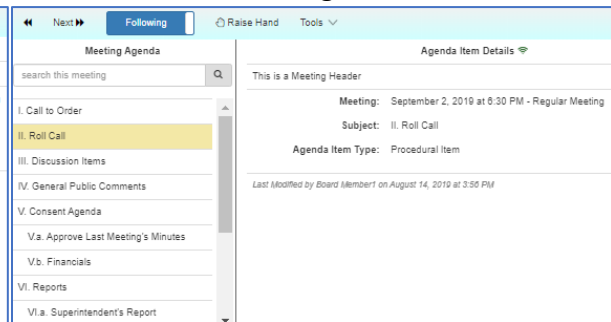 Next
Following
Raise Hand
Tools
Meeting Agenda
search this meeting
I. Call to Order
II. Roll Call
III. Discussion Items
IV. General Public Comments
V. Consent Agenda
V.a. Approve Last Meeting's Minutes
V.b. Financials
VI. Reports
VI.a. Superintendent's Report
Agenda Item Details
This is a Meeting Header
Meeting: September 2, 2019 at 6:30 PM - Regular Meeting
Subject: II. Roll Call
Agenda Item Type: Procedural Item
Last Modified by Board Member1 on August 14, 2019 at 3:56 PM